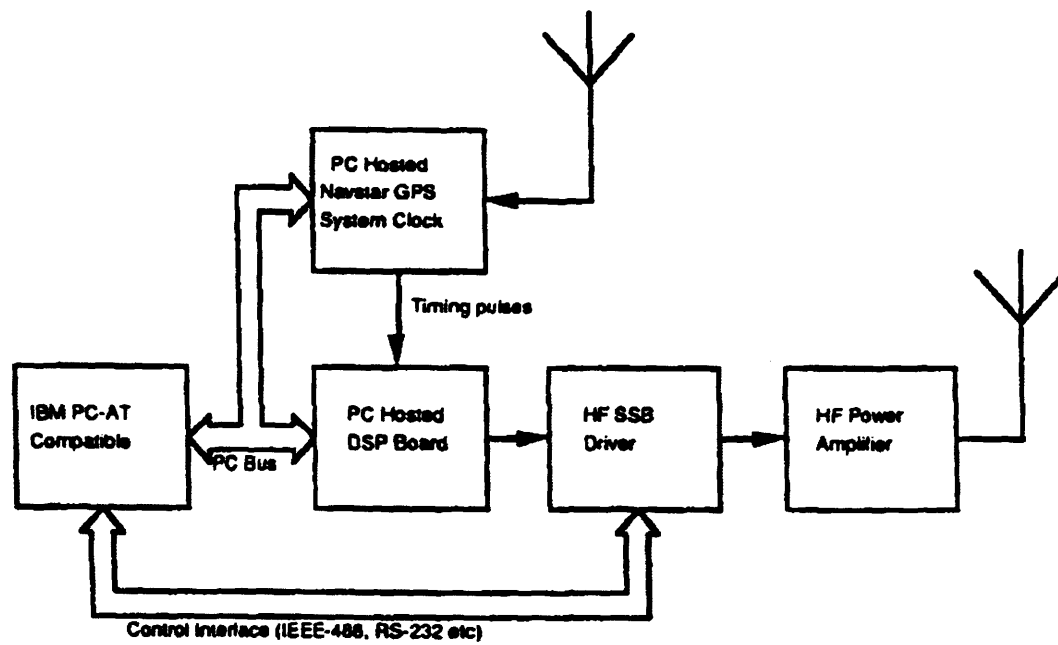 PC Hosted
Navstar GPS
System Clock
Timing pulses
IBM PC-AT
Compatible
PC Bus
PC Hosted
DSP Board
HF SSB
Driver
HF Power
Amplifier
Control Interface (IEEE-488, RS-232 etc)